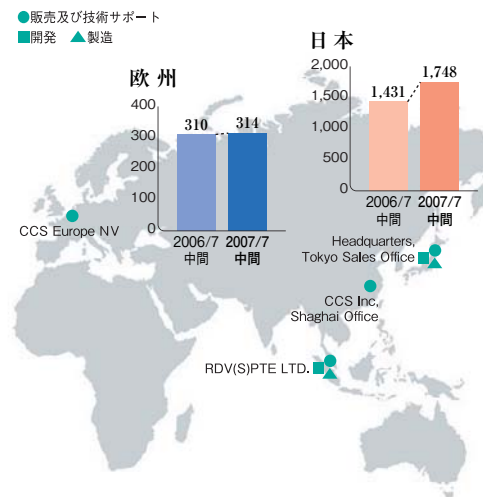 ●販売及び技術サポート
■開発 ▲製造
欧州
400
300
200
100
0
310
314
2006/7
中間
2007/7
中間
日本
2,000
1,500
1,000
500
0
1,431
1,748
2006/7
中間
2007/7
中間
CCS Europe NV
Headquarters,
Tokyo Sales Office
CCS Inc,
Shaghai Office
RDV(S)PTE LTD.